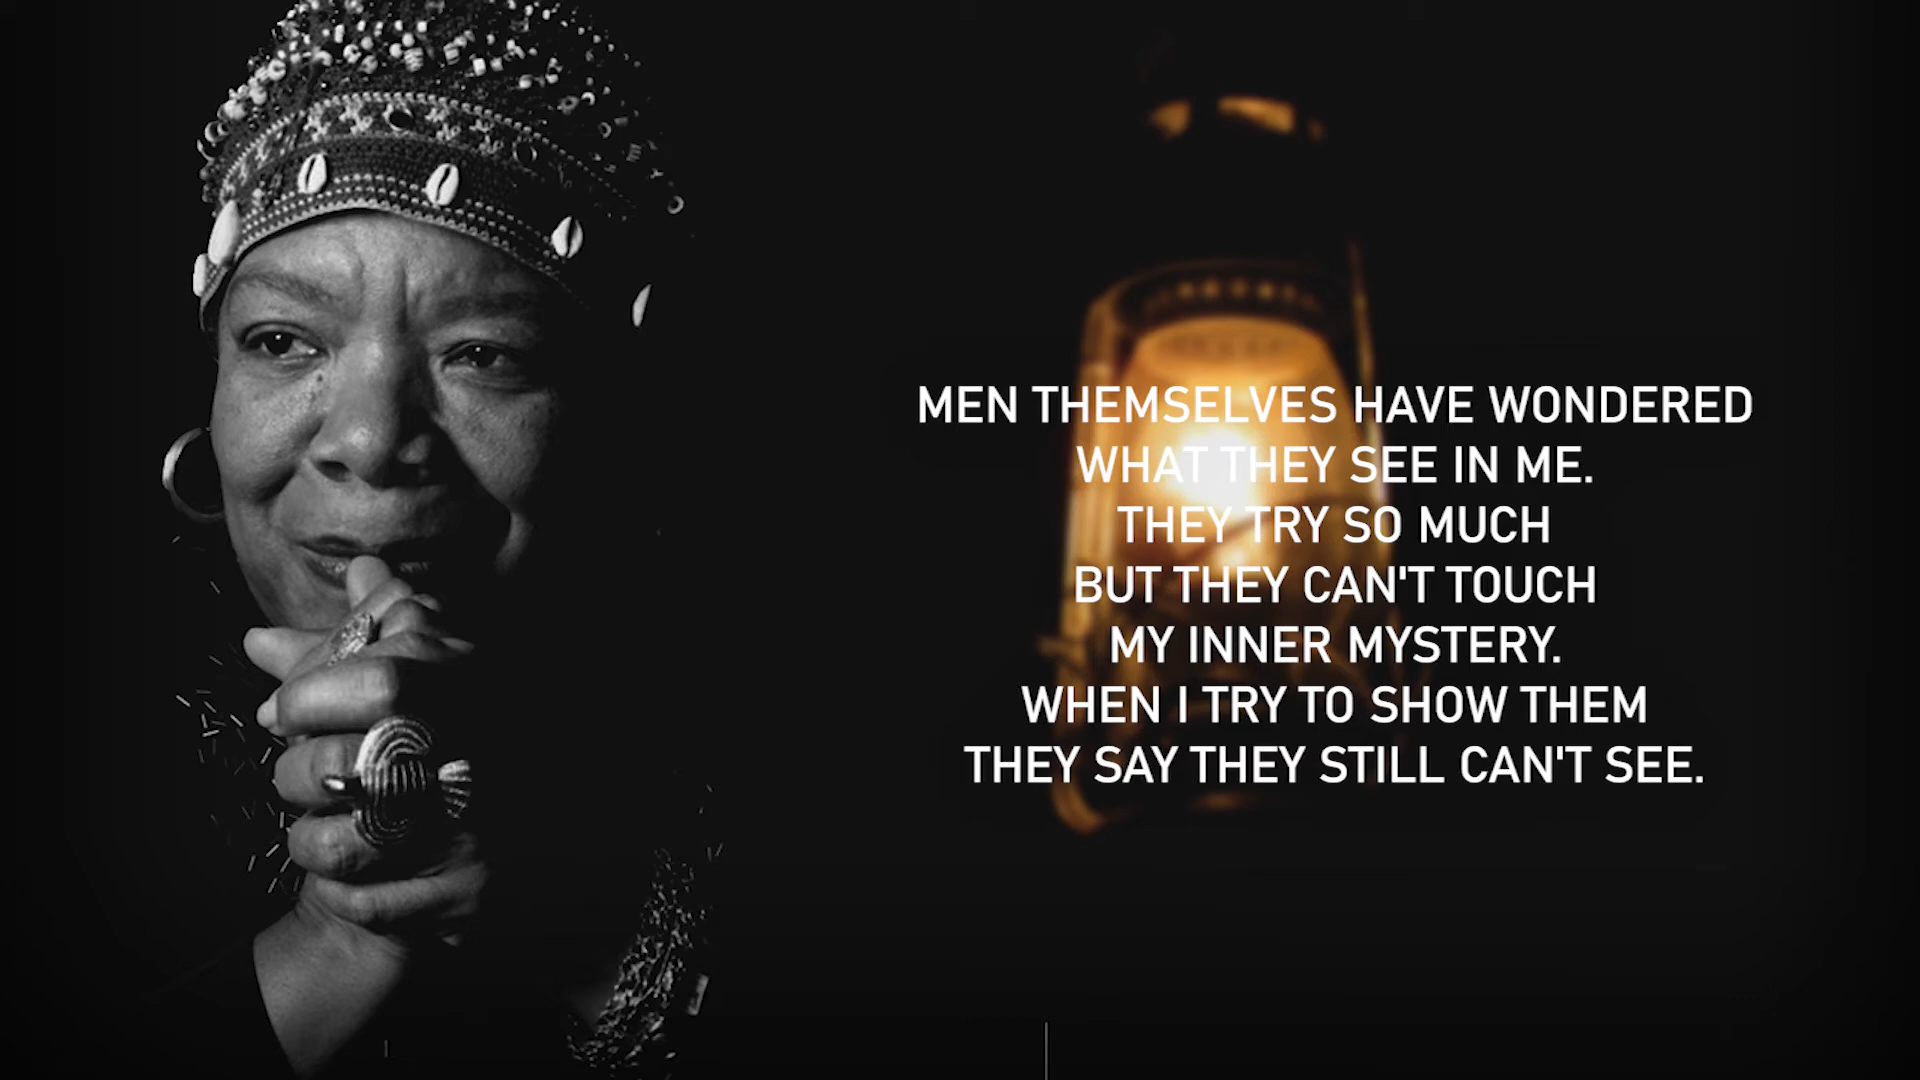 MEN THEMSELVES HAVE WONDERED
WHAT THEY SEE IN ME.
THEY TRY SO MUCH
BUT THEY CAN'T TOUCH
MY INNER MYSTERY.
WHEN I TRY TO SHOW THEM
THEY SAY THEY STILL CAN'T SEE.